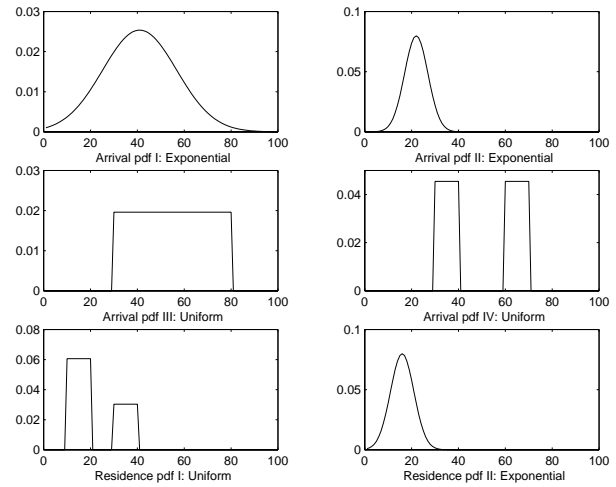 0.03
0.02
0.01
0
0 20 40 60 80 100
Arrival pdf I: Exponential
0.1
0.05
0
0 20 40 60 80 100
Arrival pdf II: Exponential
0.03
0.02
0.01
0
0 20 40 60 80 100
Arrival pdf III: Uniform
0.04
0.02
0
0 20 40 60 80 100
Arrival pdf IV: Uniform
0.08
0.06
0.04
0.02
0
0 20 40 60 80 100
Residence pdf I: Uniform
0.1
0.05
0
0 20 40 60 80 100
Residence pdf II: Exponential